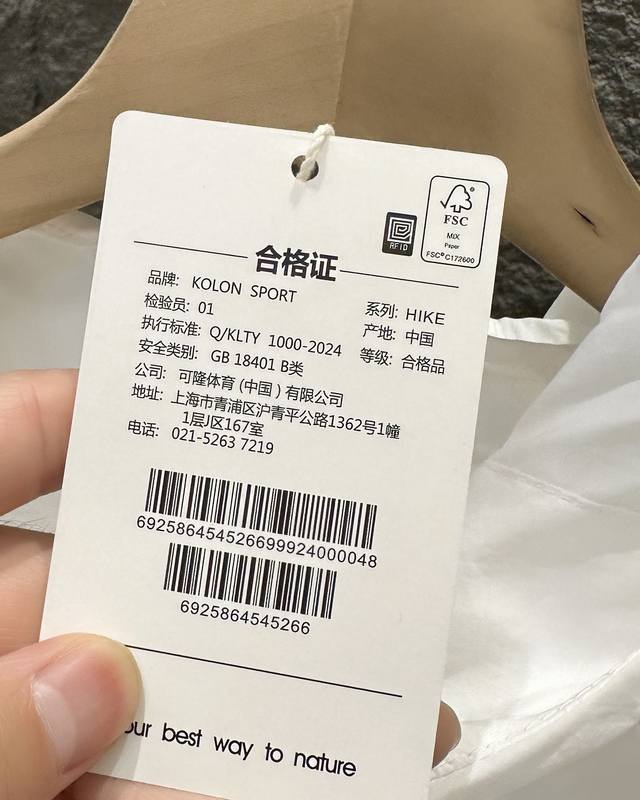 RFID
FSC®
MIX
Paper
FSC® C172600
合格证
品牌: KOLON SPORT
系列: HIKE
检验员: 01
产地: 中国
执行标准: Q/KLTY 1000-2024
等级: 合格品
安全类别: GB 18401 B类
公司: 可隆体育(中国)有限公司
地址: 上海市青浦区沪青平公路1362号1幢
1层J区167室
电话: 021-5263 7219
692586454526699924000048
6925864545266
best way to nature